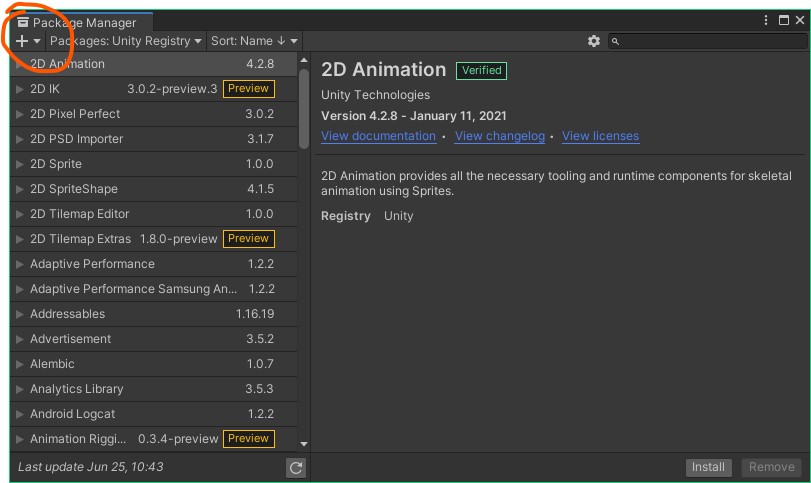 Package Manager
+ Packages: Unity Registry Sort: Name ↓
2D Animation 4.2.8
2D IK 3.0.2-preview.3 Preview
2D Pixel Perfect 3.0.2
2D PSD Importer 3.1.7
2D Sprite 1.0.0
2D SpriteShape 4.1.5
2D Tilemap Editor 1.0.0
2D Tilemap Extras 1.8.0-preview Preview
Adaptive Performance 1.2.2
Adaptive Performance Samsung An... 1.2.2
Addressables 1.16.19
Advertisement 3.5.2
Alembic 1.0.7
Analytics Library 3.5.3
Android Logcat 1.2.2
Animation Riggi... 0.3.4-preview Preview
Last update Jun 25, 10:43
2D Animation Verified
Unity Technologies
Version 4.2.8 - January 11, 2021
View documentation • View changelog • View licenses
2D Animation provides all the necessary tooling and runtime components for skeletal
animation using Sprites.
Registry Unity
Install Remove